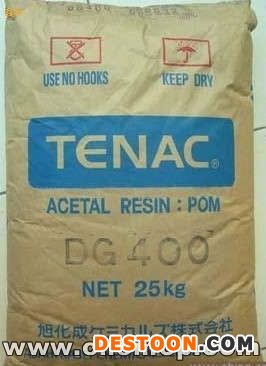 USE NO HOOKS
KEEP DRY
TENAC®
ACETAL RESIN : POM
DG400
NET 25kg
旭化成ケミカルズ株式会社
DESTOON.COM